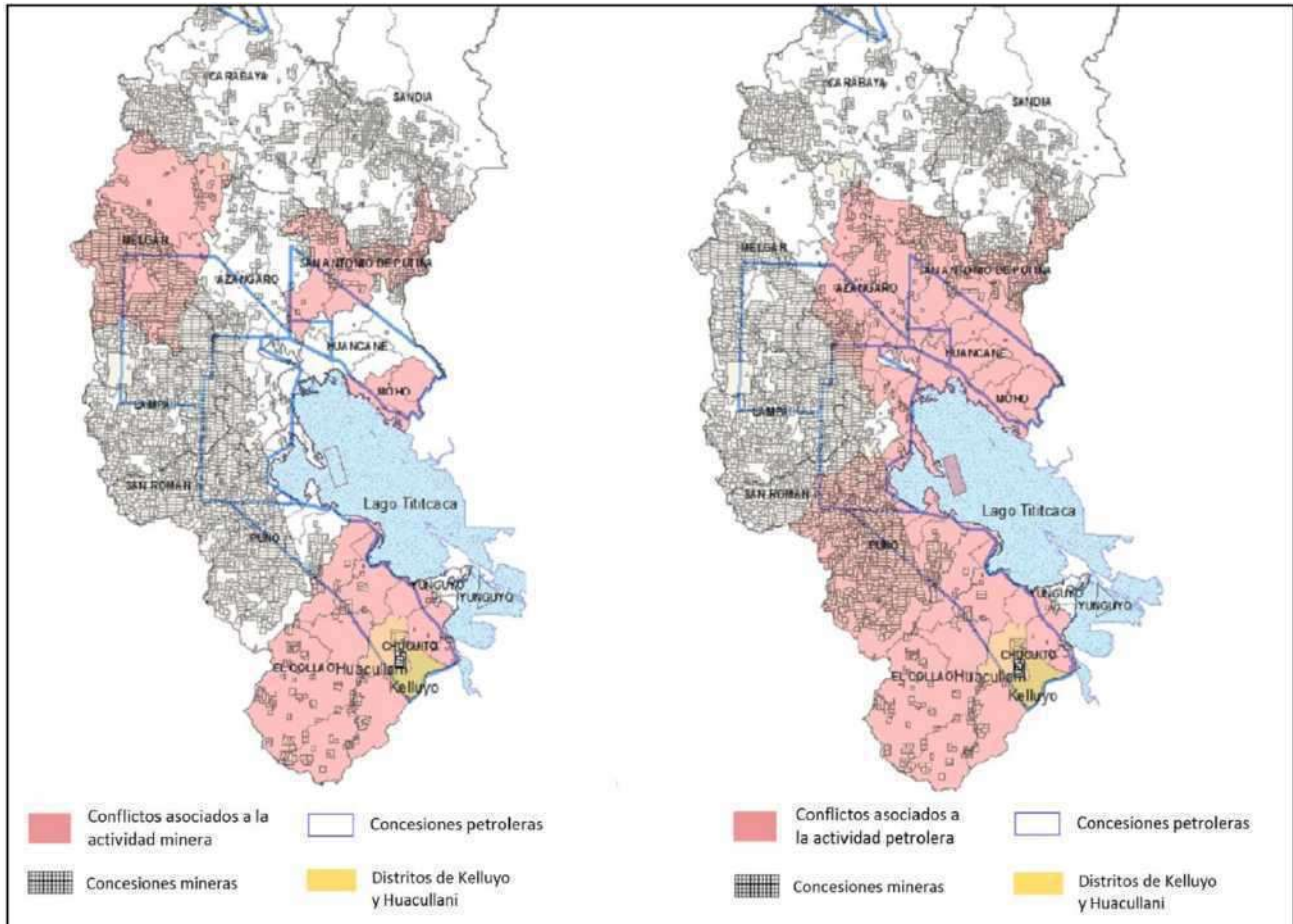 CARABAYA
SANDIA
MELGAR
AZANGARO
SAN ANTONIO DE PUTINA
HUANCANE
MOHO
LAMPA
SAN ROMAN
Lago Tititcaca
PUNO
YUNGUYO
YUNGUYO
CHUCUITO
EL COLLAO
Huacullani
Kelluyo
Conflictos asociados a la
actividad minera
Concesiones petroleras
Concesiones mineras
Distritos de Kelluyo
y Huacullani
CARABAYA
SANDIA
MELGAR
SAN ANTONIO DE PUTINA
AZANGARO
HUANCANE
MOHO
LAMPA
SAN ROMAN
Lago Tititcaca
PUNO
YUNGUYO
YUNGUYO
CHUCUITO
EL COLLAO
Huacullani
Kelluyo
Conflictos asociados a
la actividad petrolera
Concesiones petroleras
Concesiones mineras
Distritos de Kelluyo
y Huacullani